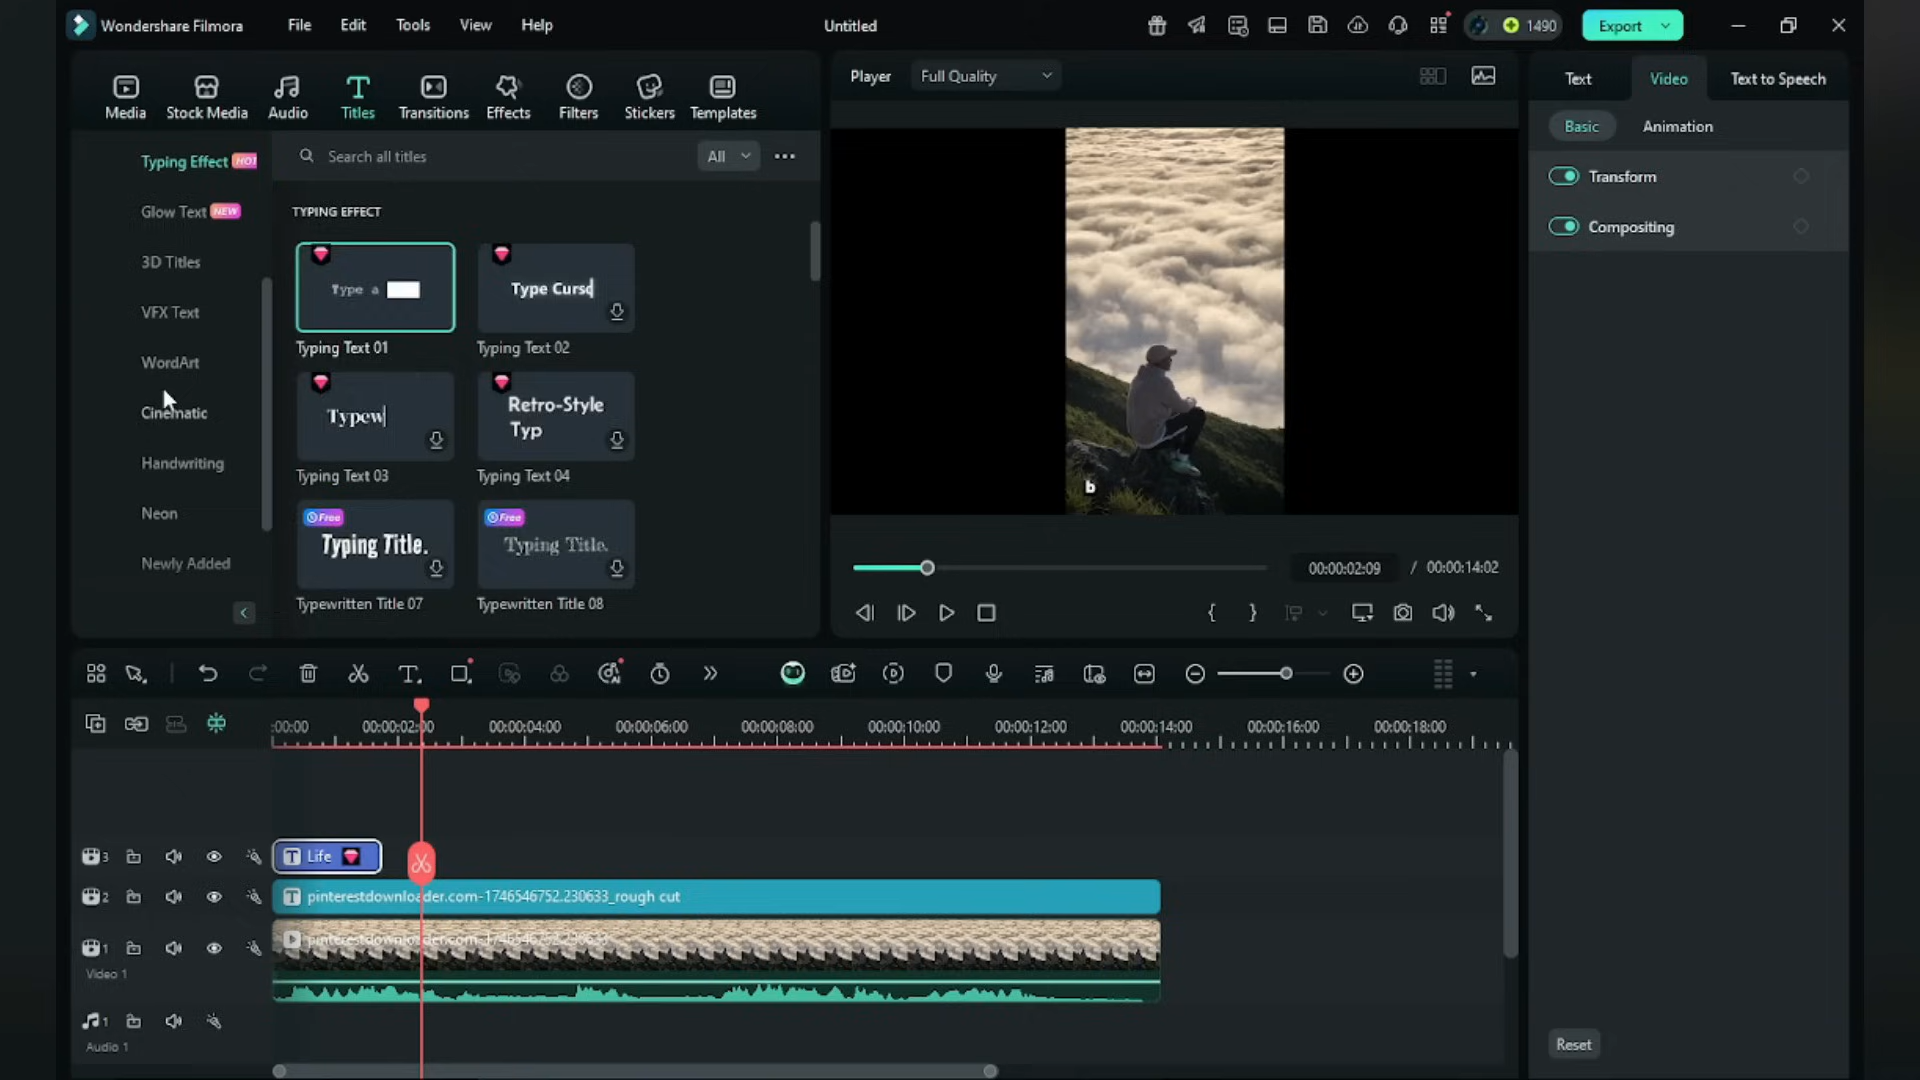 Wondershare Filmora
File
Edit
Tools
View
Help
Untitled
1490
Export
Media
Stock Media
Audio
Titles
Transitions
Effects
Filters
Stickers
Templates
Player
Full Quality
Text
Video
Text to Speech
Basic
Animation
Transform
Compositing
Typing Effect HOT
Glow Text NEW
3D Titles
VFX Text
WordArt
Cinematic
Handwriting
Neon
Newly Added
Search all titles
All
TYPING EFFECT
Type a
Typing Text 01
Type Curso
Typing Text 02
Typew
Typing Text 03
Retro-Style
Typ
Typing Text 04
Free
Typing Title.
Typewritten Title 07
Free
Typing Title.
Typewritten Title 08
b
00:00:02:09 / 00:00:14:02
:00:00
00:00:02:00
00:00:04:00
00:00:06:00
00:00:08:00
00:00:10:00
00:00:12:00
00:00:14:00
00:00:16:00
00:00:18:00
3
T Life
2
T pinterestdownloader.com-1746546752.230633_rough cut
1
pinterestdownloader.com-1746546752.230633
Video 1
1
Audio 1
Reset